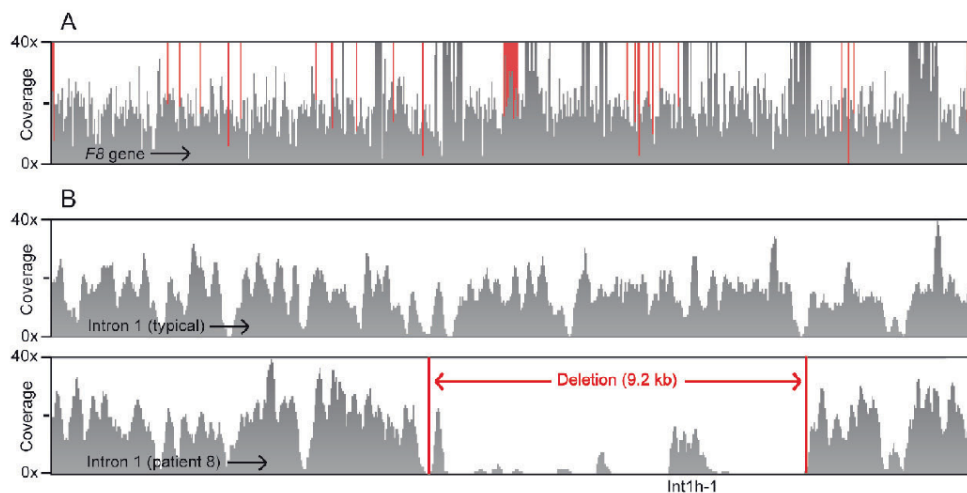 A
40x
Coverage
0x
F8 gene
B
40x
Coverage
0x
Intron 1 (typical)
40x
Coverage
0x
Deletion (9.2 kb)
Intron 1 (patient 8)
Int1h-1